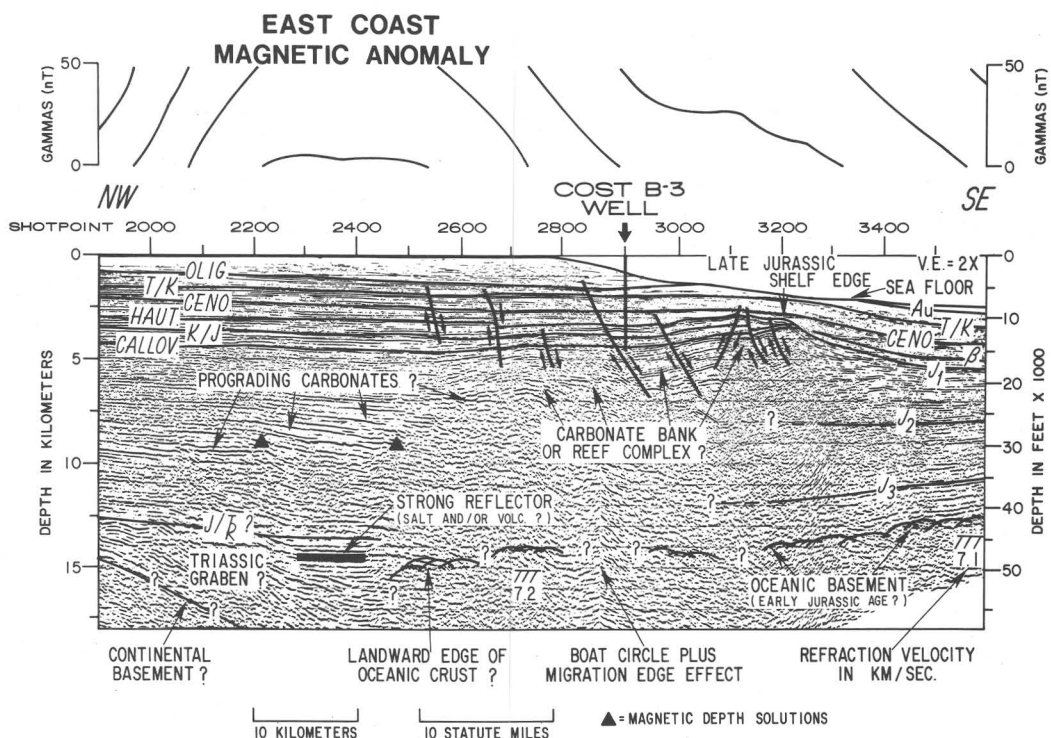 EAST COAST
MAGNETIC ANOMALY
50
0
GAMMAS (nT)
50
0
GAMMAS (nT)
NW
COST B-3
WELL
SE
SHOTPOINT 2000 2200 2400 2600 2800 3000 3200 3400
0
5
10
15
DEPTH IN KILOMETERS
0
10
20
30
40
50
DEPTH IN FEET X 1000
OLIG
T/K
CENO
HAUT
K/J
CALLOV
LATE JURASSIC
SHELF EDGE
V.E.= 2X
SEA FLOOR
Au
T/K
CENO
β
J1
PROGRADING CARBONATES ?
CARBONATE BANK
OR REEF COMPLEX ?
? J2
? J3
STRONG REFLECTOR
(SALT AND/OR VOLC. ?)
J/TR ?
TRIASSIC
GRABEN ?
?
?
?
?
?
?
?
?
7.2
7.1
OCEANIC BASEMENT
(EARLY JURASSIC AGE ?)
CONTINENTAL
BASEMENT ?
LANDWARD EDGE OF
OCEANIC CRUST ?
BOAT CIRCLE PLUS
MIGRATION EDGE EFFECT
REFRACTION VELOCITY
IN KM/SEC.
10 KILOMETERS
10 STATUTE MILES
▲ = MAGNETIC DEPTH SOLUTIONS